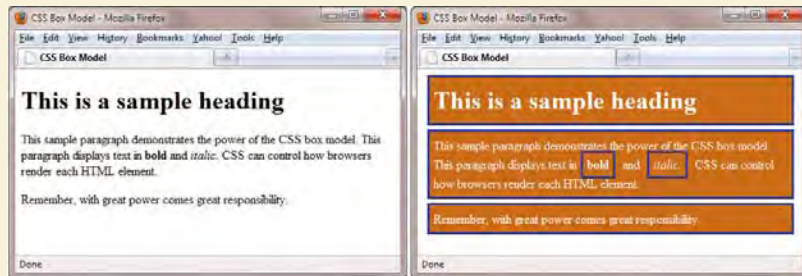 CSS Box Model - Mozilla Firefox
File Edit View History Bookmarks Yahoo! Tools Help
CSS Box Model
This is a sample heading
This sample paragraph demonstrates the power of the CSS box model. This
paragraph displays text in bold and italic. CSS can control how browsers
render each HTML element.
Remember, with great power comes great responsibility.
Done
CSS Box Model - Mozilla Firefox
File Edit View History Bookmarks Yahoo! Tools Help
CSS Box Model
This is a sample heading
This sample paragraph demonstrates the power of the CSS box model.
This paragraph displays text in bold and italic. CSS can control
how browsers render each HTML element.
Remember, with great power comes great responsibility.
Done